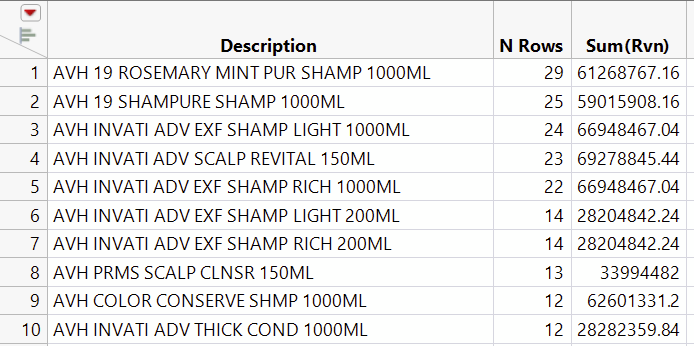 Description N Rows Sum(Rvn)
1 AVH 19 ROSEMARY MINT PUR SHAMP 1000ML 29 61268767.16
2 AVH 19 SHAMPURE SHAMP 1000ML 25 59015908.16
3 AVH INVATI ADV EXF SHAMP LIGHT 1000ML 24 66948467.04
4 AVH INVATI ADV SCALP REVITAL 150ML 23 69278845.44
5 AVH INVATI ADV EXF SHAMP RICH 1000ML 22 66948467.04
6 AVH INVATI ADV EXF SHAMP LIGHT 200ML 14 28204842.24
7 AVH INVATI ADV EXF SHAMP RICH 200ML 14 28204842.24
8 AVH PRMS SCALP CLNSR 150ML 13 33994482
9 AVH COLOR CONSERVE SHMP 1000ML 12 62601331.2
10 AVH INVATI ADV THICK COND 1000ML 12 28282359.84